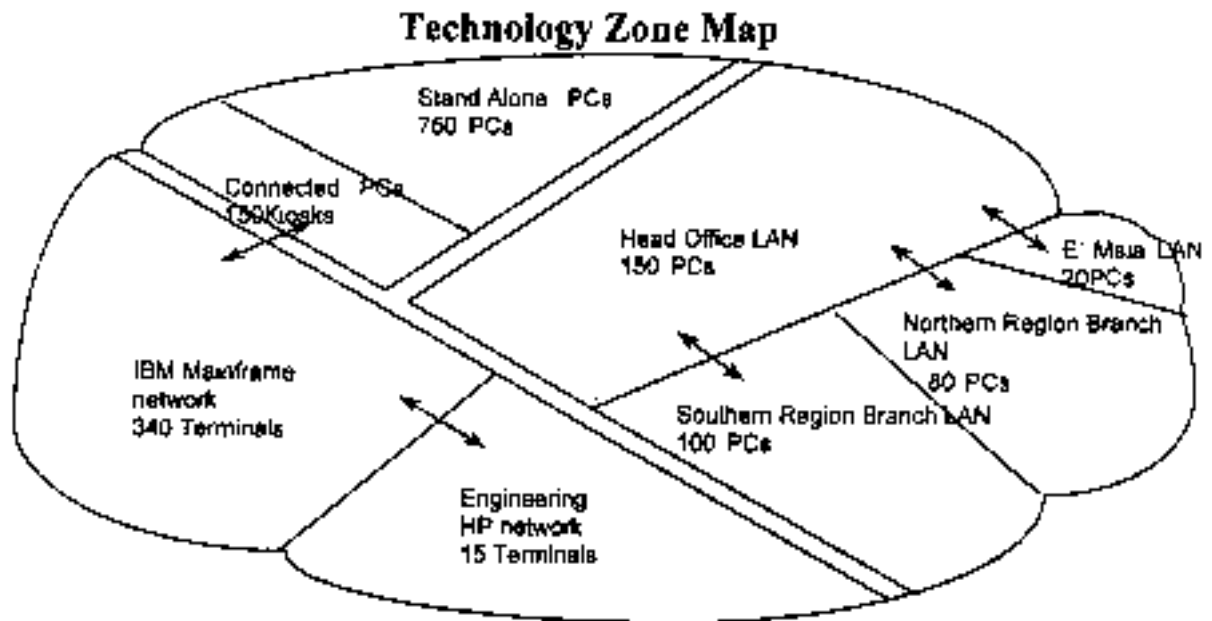 Technology Zone Map
Stand Alone PCs
750 PCs
Connected PCs
150Kiosks
Head Office LAN
150 PCs
LAN
20PCs
Northern Region Branch
LAN
80 PCs
IBM Mainframe
network
340 Terminals
Southern Region Branch LAN
100 PCs
Engineering
HP network
15 Terminals